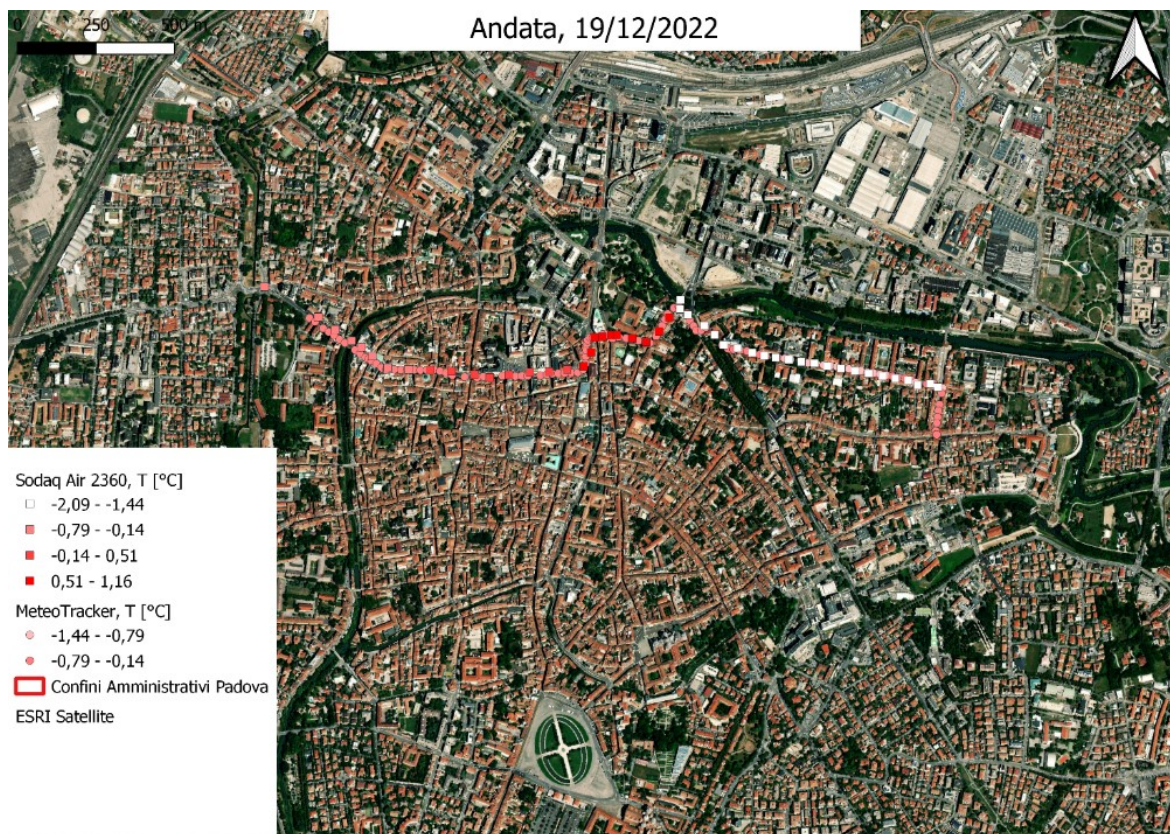 0 250 500 m
Andata, 19/12/2022
Sodaq Air 2360, T [°C]
-2,09 - -1,44
-0,79 - -0,14
-0,14 - 0,51
0,51 - 1,16
MeteoTracker, T [°C]
-1,44 - -0,79
-0,79 - -0,14
Confini Amministrativi Padova
ESRI Satellite